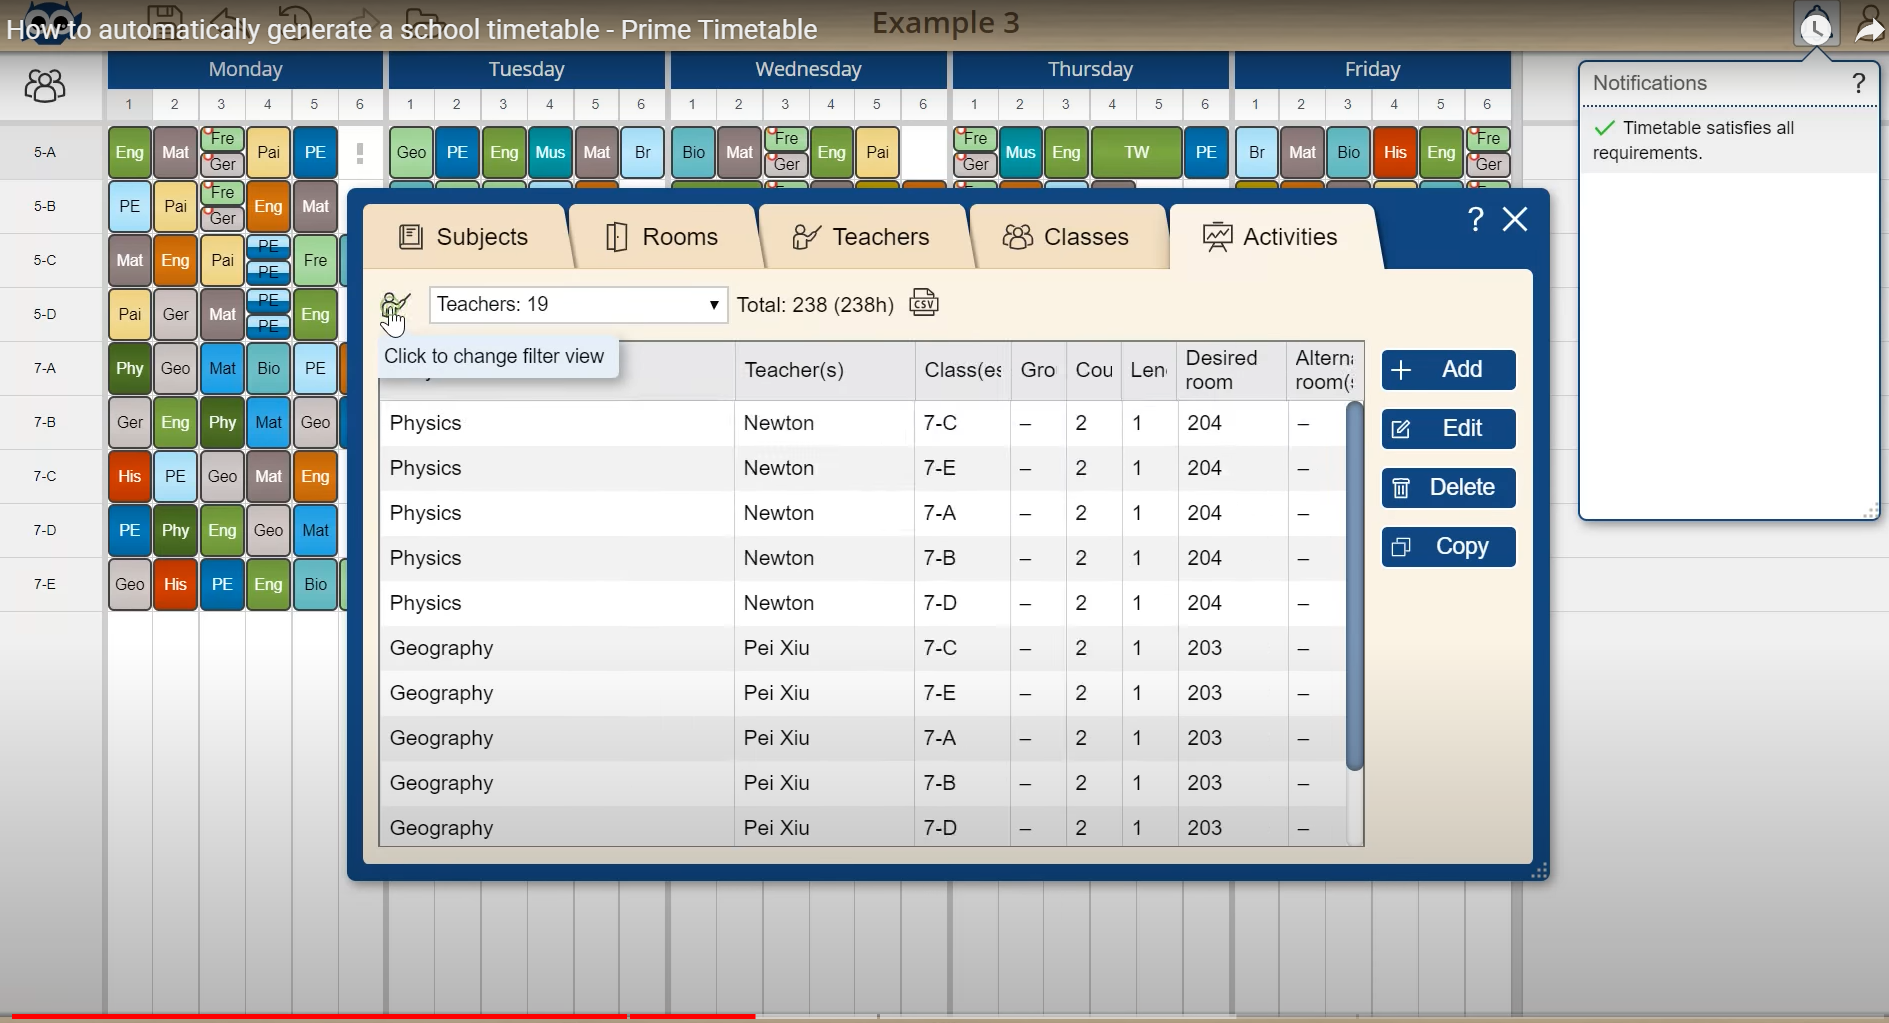 How to automatically generate a school timetable - Prime Timetable
Example 3
Monday Tuesday Wednesday Thursday Friday
1 2 3 4 5 6 1 2 3 4 5 6 1 2 3 4 5 6 1 2 3 4 5 6 1 2 3 4 5 6
5-A Eng Mat Fre Ger Pai PE ! Geo PE Eng Mus Mat Br Bio Mat Fre Ger Eng Pai Fre Ger Mus Eng TW PE Br Mat Bio His Eng Fre Ger
5-B PE Pai Fre Ger Eng Mat
5-C Mat Eng Pai PE PE Fre
5-D Pai Ger Mat PE PE Eng
7-A Phy Geo Mat Bio PE
7-B Ger Eng Phy Mat Geo
7-C His PE Geo Mat Eng
7-D PE Phy Eng Geo Mat
7-E Geo His PE Eng Bio
Notifications ?
Timetable satisfies all
requirements.
Subjects Rooms Teachers Classes Activities ?
Teachers: 19 Total: 238 (238h) CSV
Click to change filter view
Teacher(s) Class(es Gro Cou Len Desired room Altern room(s
Physics Newton 7-C – 2 1 204 –
Physics Newton 7-E – 2 1 204 –
Physics Newton 7-A – 2 1 204 –
Physics Newton 7-B – 2 1 204 –
Physics Newton 7-D – 2 1 204 –
Geography Pei Xiu 7-C – 2 1 203 –
Geography Pei Xiu 7-E – 2 1 203 –
Geography Pei Xiu 7-A – 2 1 203 –
Geography Pei Xiu 7-B – 2 1 203 –
Geography Pei Xiu 7-D – 2 1 203 –
Add
Edit
Delete
Copy